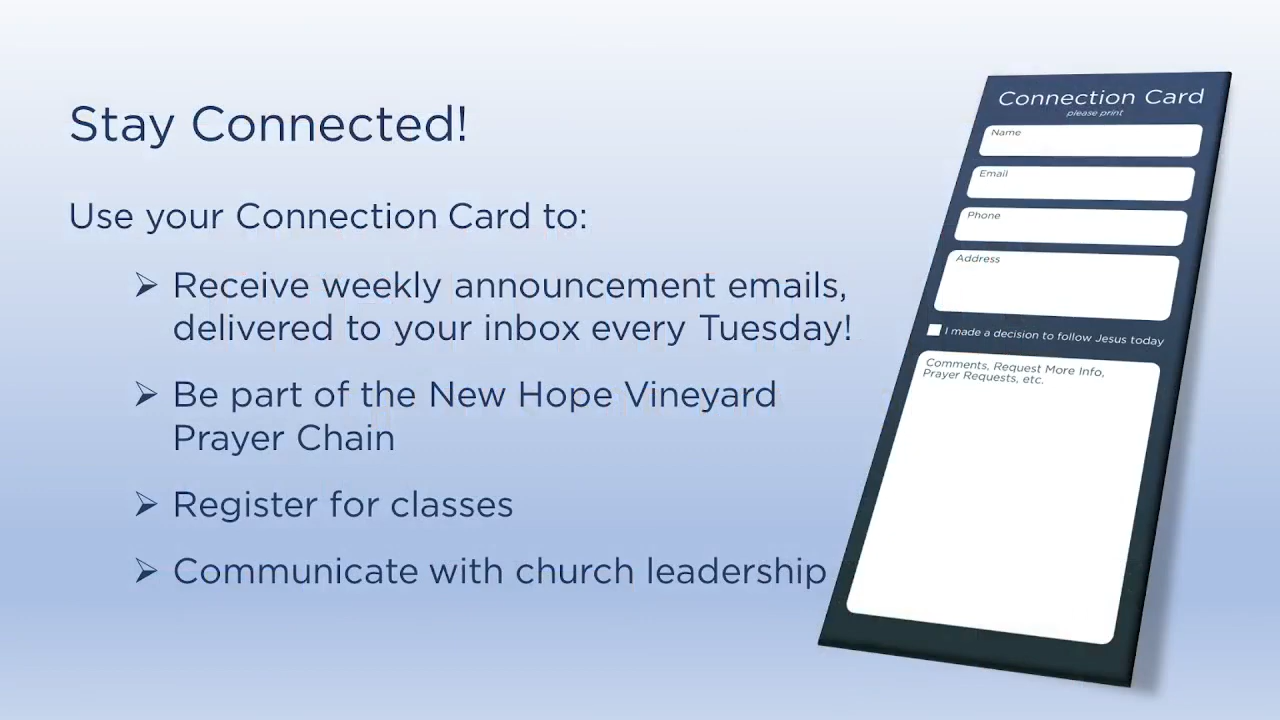 Stay Connected!
Use your Connection Card to:
➢ Receive weekly announcement emails,
delivered to your inbox every Tuesday!
➢ Be part of the New Hope Vineyard
Prayer Chain
➢ Register for classes
➢ Communicate with church leadership
Connection Card
please print
Name
Email
Phone
Address
I made a decision to follow Jesus today
Comments, Request More Info,
Prayer Requests, etc.